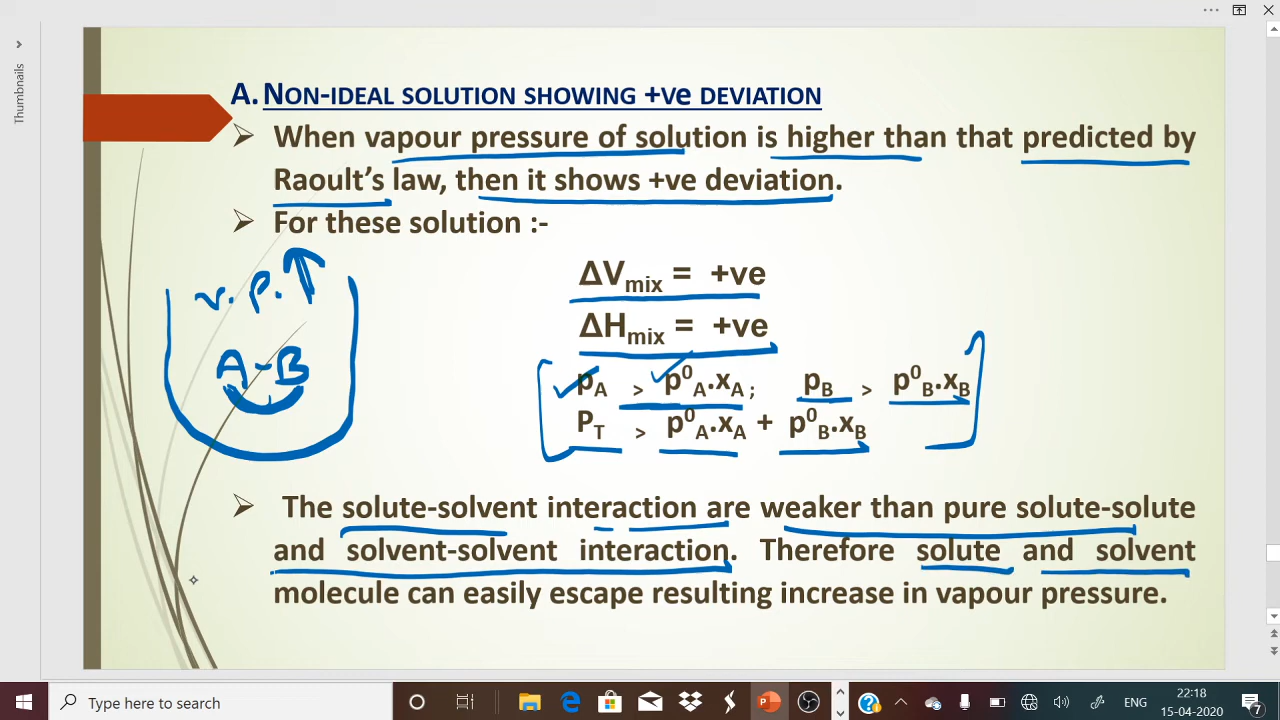 Thumbnails
A. NON-IDEAL SOLUTION SHOWING +ve DEVIATION
When vapour pressure of solution is higher than that predicted by
Raoult's law, then it shows +ve deviation.
For these solution :-
v. p. ↑
A-B
ΔVmix = +ve
ΔHmix = +ve
pA > p⁰A.xA ; pB > p⁰B.xB
PT > p⁰A.xA + p⁰B.xB
The solute-solvent interaction are weaker than pure solute-solute
and solvent-solvent interaction. Therefore solute and solvent
molecule can easily escape resulting increase in vapour pressure.
Type here to search
ENG
22:18
15-04-2020
7